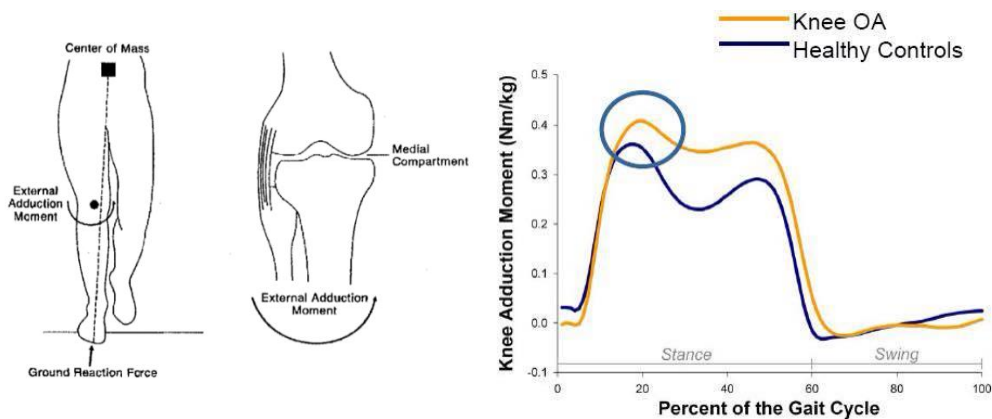 Center of Mass
External
Adduction
Moment
Ground Reaction Force
Medial
Compartment
External Adduction
Moment
Knee OA
Healthy Controls
Knee Adduction Moment (Nm/kg)
0.5
0.4
0.3
0.2
0.1
0.0
-0.1
Stance
Swing
0
20
40
60
80
100
Percent of the Gait Cycle